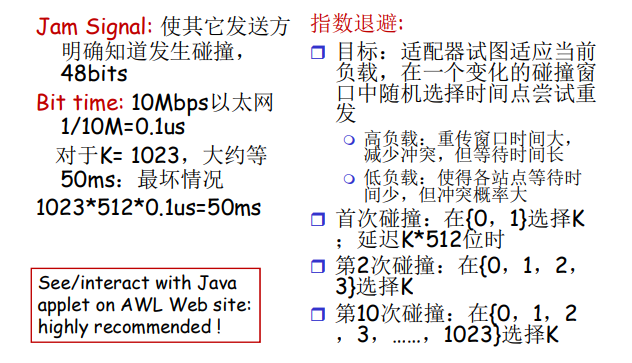 Jam Signal: 使其它发送方
明确知道发生碰撞，
48bits
Bit time: 10Mbps以太网
1/10M=0.1us
对于K= 1023，大约等
50ms：最坏情况
1023*512*0.1us=50ms
See/interact with Java
applet on AWL Web site:
highly recommended !
指数退避:
目标：适配器试图适应当前
负载，在一个变化的碰撞窗
口中随机选择时间点尝试重
发
高负载：重传窗口时间大，
减少冲突，但等待时间长
低负载：使得各站点等待时
间少，但冲突概率大
首次碰撞：在{0，1}选择K
；延迟K*512位时
第2次碰撞：在{0，1，2，
3}选择K
第10次碰撞：在{0，1，2
，3，……，1023}选择K